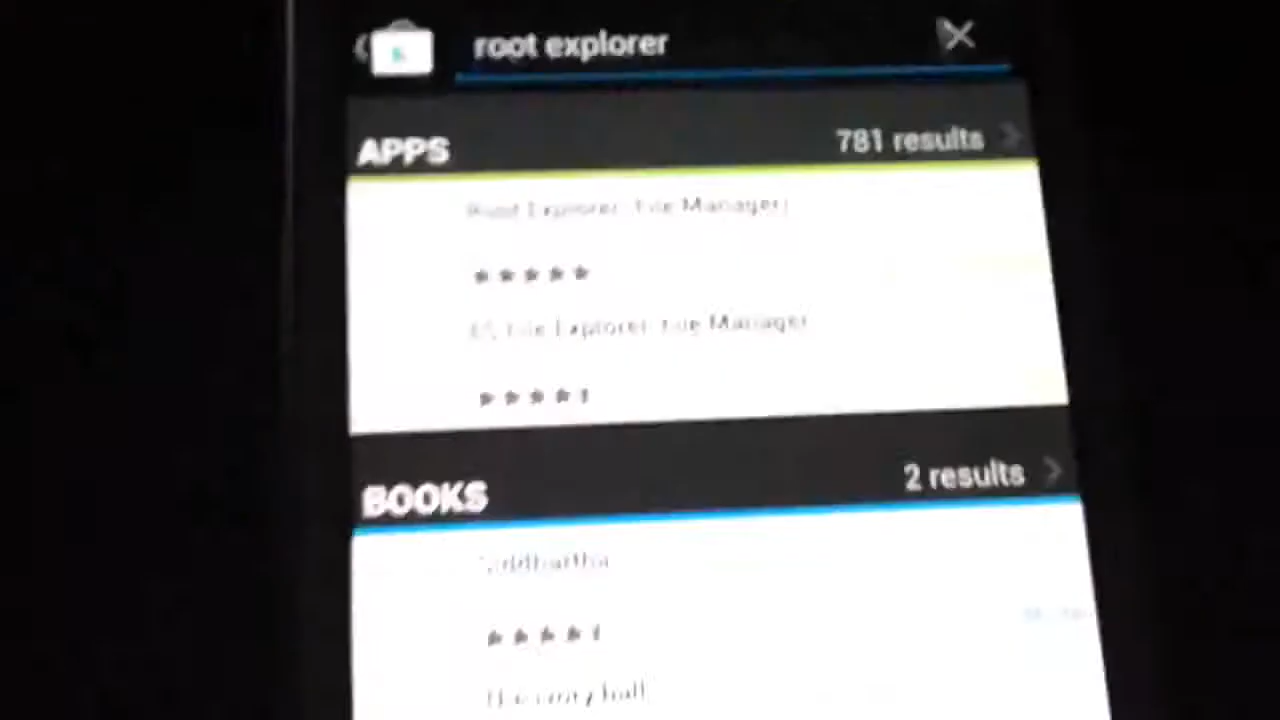 root explorer
APPS
781 results
Root Explorer (File Manager)
ES File Explorer File Manager
BOOKS
2 results
Siddhartha